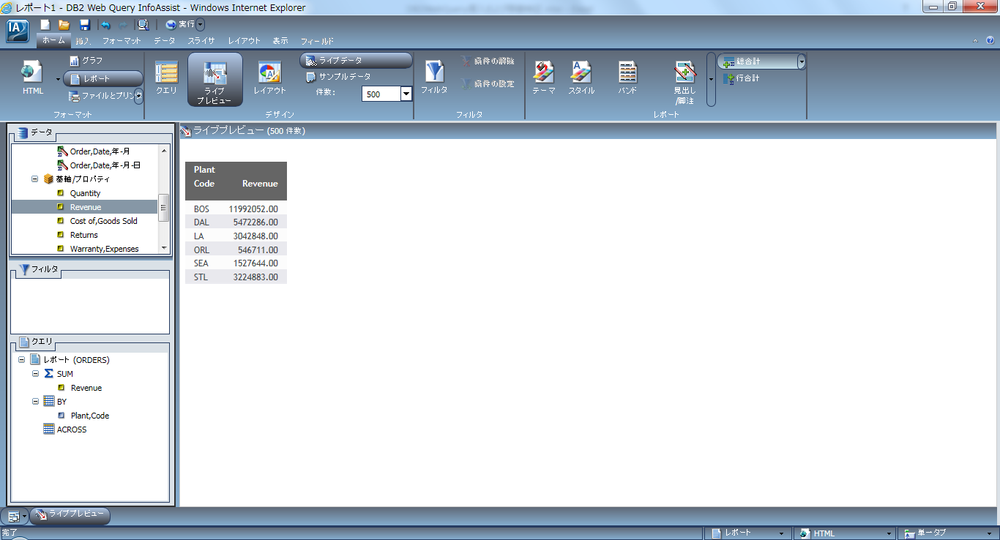 レポート1 - DB2 Web Query InfoAssist - Windows Internet Explorer
IA
実行
ホーム 挿入 フォーマット データ スライサ レイアウト 表示 フィールド
HTML
グラフ
レポート
ファイルとプリン
フォーマット
クエリ
ライブ
プレビュー
レイアウト
ライブデータ
サンプルデータ
件数:
500
デザイン
フィルタ
条件の解除
条件の設定
フィルタ
テーマ
スタイル
バンド
見出し
/脚注
総合計
行合計
レポート
データ
Order,Date,年-月
Order,Date,年-月-日
基軸/プロパティ
Quantity
Revenue
Cost of,Goods Sold
Returns
Warranty,Expenses
フィルタ
クエリ
レポート (ORDERS)
SUM
Revenue
BY
Plant,Code
ACROSS
ライブプレビュー (500 件数)
Plant
Code Revenue
BOS 11992052.00
DAL 5472286.00
LA 3042848.00
ORL 546711.00
SEA 1527644.00
STL 3224883.00
ライブプレビュー
完了
レポート
HTML
単一タブ